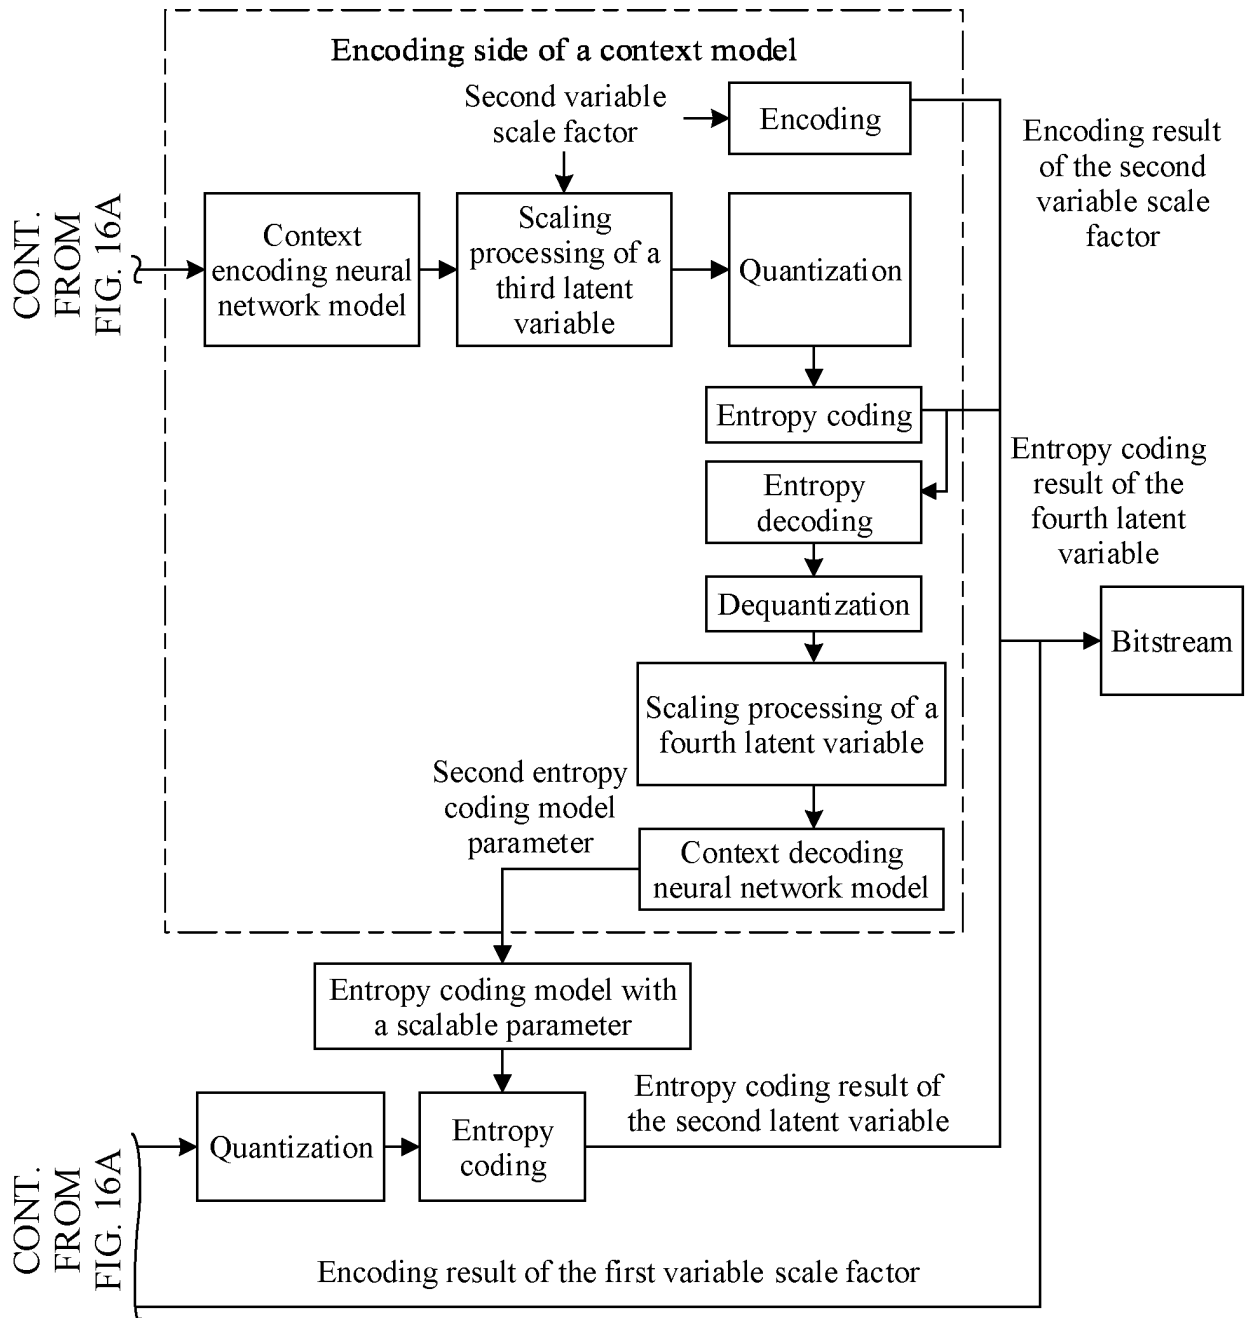 Encoding side of a context model
Second variable
scale factor
Encoding
Encoding result
of the second
variable scale
factor
CONT.
FROM
FIG. 16A
Context
encoding neural
network model
Scaling
processing of a
third latent
variable
Quantization
Entropy coding
Entropy coding
result of the
fourth latent
variable
Entropy
decoding
Dequantization
Bitstream
Scaling processing of a
fourth latent variable
Second entropy
coding model
parameter
Context decoding
neural network model
Entropy coding model with
a scalable parameter
CONT.
FROM
FIG. 16A
Quantization
Entropy
coding
Entropy coding result of
the second latent variable
Encoding result of the first variable scale factor